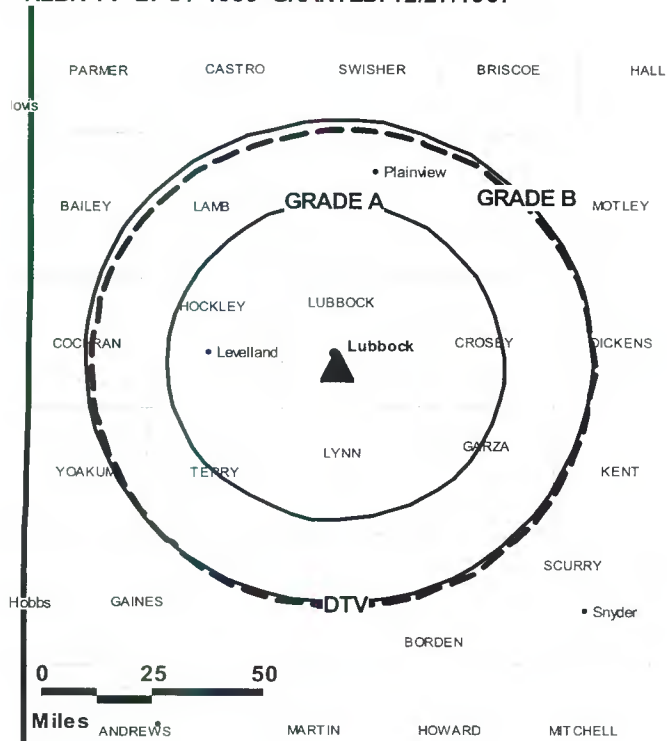 PARMER CASTRO SWISHER BRISCOE HALL
ovis
Plainview
BAILEY LAMB GRADE A GRADE B MOTLEY
HOCKLEY LUBBOCK
COCHRAN Levelland Lubbock CROSBY DICKENS
LYNN GARZA
YOAKUM TERRY KENT
SCURRY
Hobbs GAINES DTV Snyder
BORDEN
0 25 50
Miles
ANDREWS MARTIN HOWARD MITCHELL